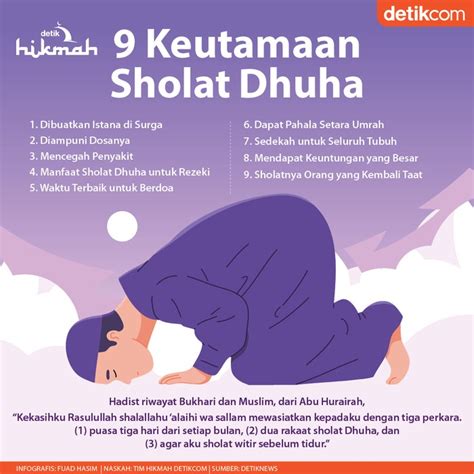 detik
hikmah
detikcom
9 Keutamaan
Sholat Dhuha
1. Dibuatkan Istana di Surga
2. Diampuni Dosanya
3. Mencegah Penyakit
4. Manfaat Sholat Dhuha untuk Rezeki
5. Waktu Terbaik untuk Berdoa
6. Dapat Pahala Setara Umrah
7. Sedekah untuk Seluruh Tubuh
8. Mendapat Keuntungan yang Besar
9. Sholatnya Orang yang Kembali Taat
Hadist riwayat Bukhari dan Muslim, dari Abu Hurairah,
“Kekasihku Rasulullah shalallahu ‘alaihi wa sallam mewasiatkan kepadaku dengan tiga perkara.
(1) puasa tiga hari dari setiap bulan, (2) dua rakaat sholat Dhuha, dan
(3) agar aku sholat witir sebelum tidur.”
INFOGRAFIS: FUAD HASIM | NASKAH: TIM HIKMAH DETIKCOM | SUMBER: DETIKNEWS